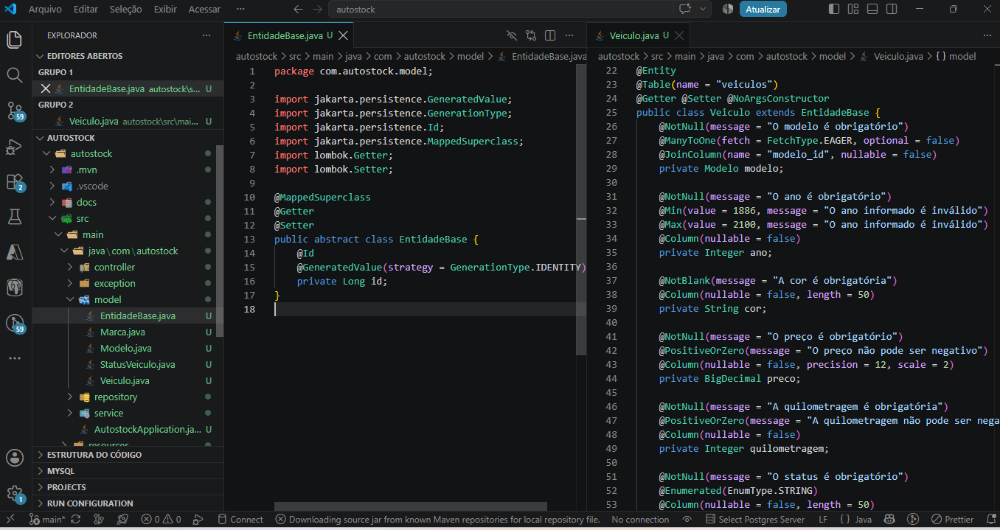 Arquivo Editar Seleção Exibir Acessar ··· autostock Atualizar
EXPLORADOR
EDITORES ABERTOS
GRUPO 1
EntidadeBase.java autostock\s... U
GRUPO 2
Veiculo.java autostock\src\mai... U
AUTOSTOCK
autostock
.mvn
.vscode
docs
src
main
java\com\autostock
controller
exception
model
EntidadeBase.java U
Marca.java U
Modelo.java U
StatusVeiculo.java U
Veiculo.java U
repository
service
AutostockApplication.ja... U
resources
ESTRUTURA DO CÓDIGO
MYSQL
PROJECTS
RUN CONFIGURATION
59
2
59
1
EntidadeBase.java U
autostock > src > main > java > com > autostock > model > EntidadeBase.java
1 package com.autostock.model;
2
3 import jakarta.persistence.GeneratedValue;
4 import jakarta.persistence.GenerationType;
5 import jakarta.persistence.Id;
6 import jakarta.persistence.MappedSuperclass;
7 import lombok.Getter;
8 import lombok.Setter;
9
10 @MappedSuperclass
11 @Getter
12 @Setter
13 public abstract class EntidadeBase {
14 @Id
15 @GeneratedValue(strategy = GenerationType.IDENTITY)
16 private Long id;
17 }
18
Veiculo.java U
autostock > src > main > java > com > autostock > model > Veiculo.java > {} model
22 @Entity
23 @Table(name = "veiculos")
24 @Getter @Setter @NoArgsConstructor
25 public class Veiculo extends EntidadeBase {
26 @NotNull(message = "O modelo é obrigatório")
27 @ManyToOne(fetch = FetchType.EAGER, optional = false)
28 @JoinColumn(name = "modelo_id", nullable = false)
29 private Modelo modelo;
30
31 @NotNull(message = "O ano é obrigatório")
32 @Min(value = 1886, message = "O ano informado é inválido")
33 @Max(value = 2100, message = "O ano informado é inválido")
34 @Column(nullable = false)
35 private Integer ano;
36
37 @NotBlank(message = "A cor é obrigatória")
38 @Column(nullable = false, length = 50)
39 private String cor;
40
41 @NotNull(message = "O preço é obrigatório")
42 @PositiveOrZero(message = "O preço não pode ser negativo")
43 @Column(nullable = false, precision = 12, scale = 2)
44 private BigDecimal preco;
45
46 @NotNull(message = "A quilometragem é obrigatória")
47 @PositiveOrZero(message = "A quilometragem não pode ser nega
48 @Column(nullable = false)
49 private Integer quilometragem;
50
51 @NotNull(message = "O status é obrigatório")
52 @Enumerated(EnumType.STRING)
53 @Column(nullable = false, length = 50)
main* 0 0 Connect Downloading source jar from known Maven repositories for local repository file. No connection Select Postgres Server LF {} Java Prettier